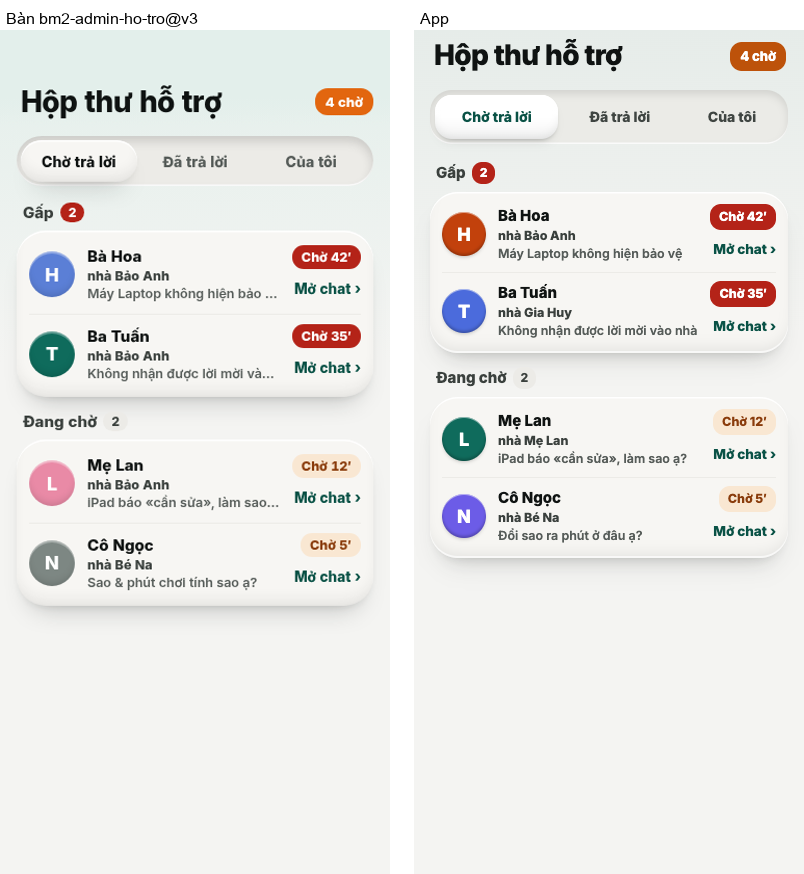 Bản bm2-admin-ho-tro@v3
Hộp thư hỗ trợ
4 chờ
Chờ trả lời
Đã trả lời
Của tôi
Gấp 2
H
Bà Hoa
nhà Bảo Anh
Máy Laptop không hiện bảo ...
Chờ 42′
Mở chat ›
T
Ba Tuấn
nhà Bảo Anh
Không nhận được lời mời và...
Chờ 35′
Mở chat ›
Đang chờ 2
L
Mẹ Lan
nhà Bảo Anh
iPad báo «cần sửa», làm sao...
Chờ 12′
Mở chat ›
N
Cô Ngọc
nhà Bé Na
Sao & phút chơi tính sao ạ?
Chờ 5′
Mở chat ›
App
Hộp thư hỗ trợ
4 chờ
Chờ trả lời
Đã trả lời
Của tôi
Gấp 2
H
Bà Hoa
nhà Bảo Anh
Máy Laptop không hiện bảo vệ
Chờ 42′
Mở chat ›
T
Ba Tuấn
nhà Gia Huy
Không nhận được lời mời vào nhà
Chờ 35′
Mở chat ›
Đang chờ 2
L
Mẹ Lan
nhà Mẹ Lan
iPad báo «cần sửa», làm sao ạ?
Chờ 12′
Mở chat ›
N
Cô Ngọc
nhà Bé Na
Đổi sao ra phút ở đâu ạ?
Chờ 5′
Mở chat ›